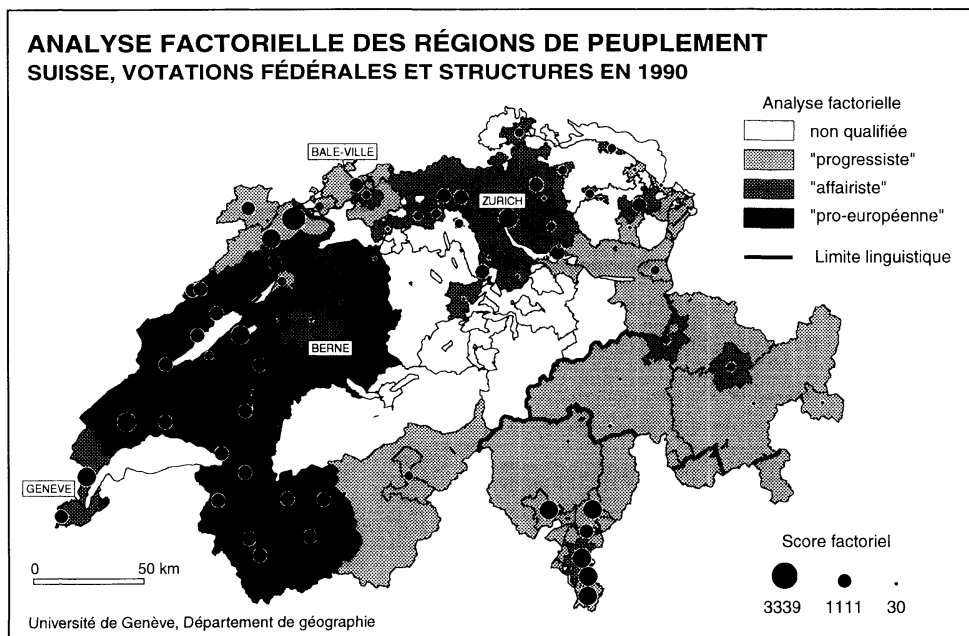 ANALYSE FACTORIELLE DES RÉGIONS DE PEUPLEMENT
SUISSE, VOTATIONS FÉDÉRALES ET STRUCTURES EN 1990
Analyse factorielle
non qualifiée
"progressiste"
"affairiste"
"pro-européenne"
Limite linguistique
BALE-VILLE
ZURICH
BERNE
GENEVE
0 50 km
Score factoriel
3339 1111 30
Université de Genève, Département de géographie